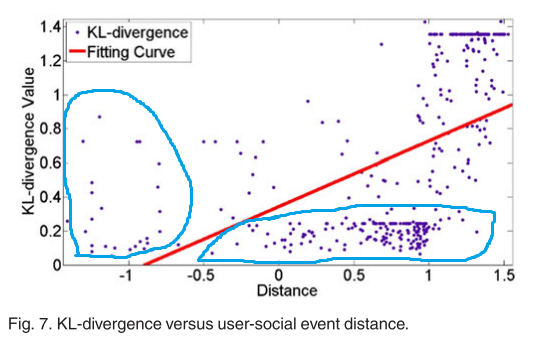 KL-divergence
Fitting Curve
KL-divergence Value
1.4
1.2
1
0.8
0.6
0.4
0.2
0
-1
-0.5
0
0.5
1
1.5
Distance
Fig. 7. KL-divergence versus user-social event distance.